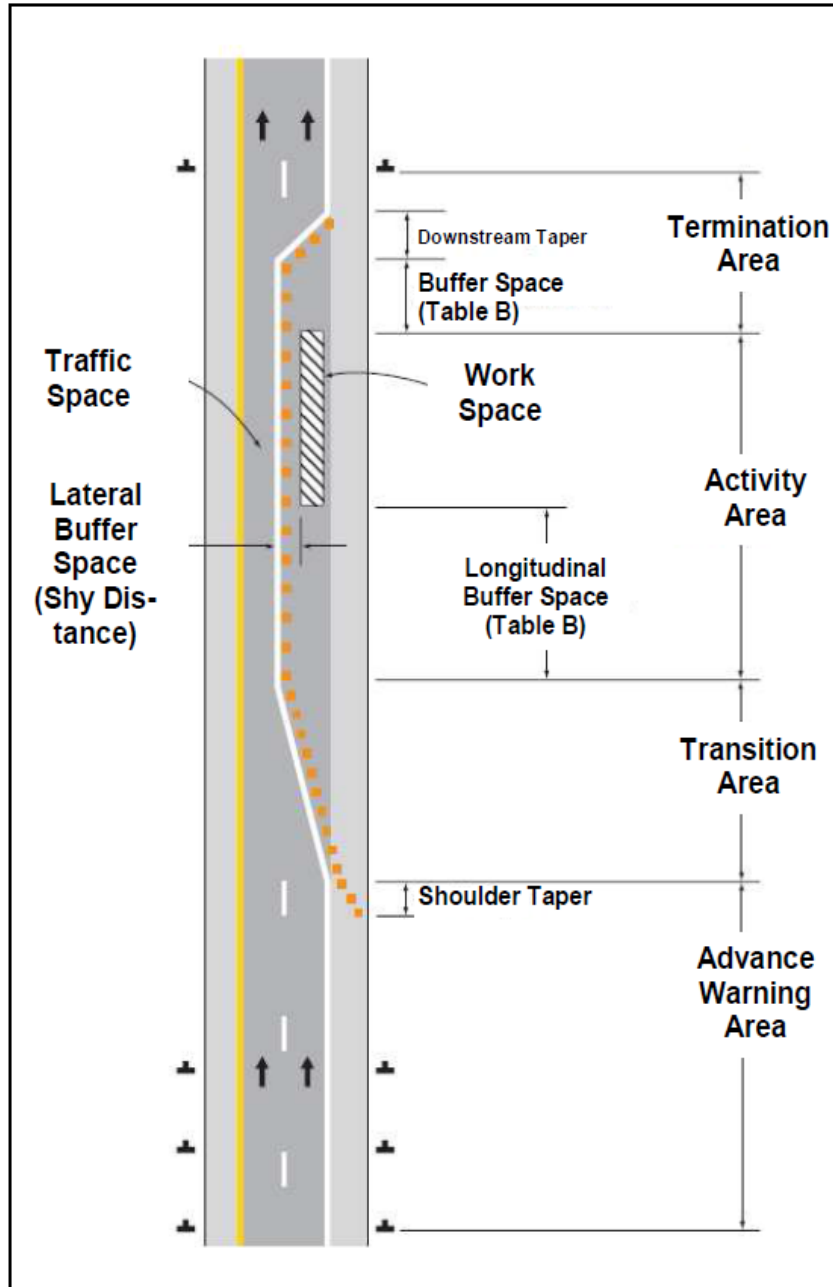 Termination
Area
Downstream Taper
Buffer Space
(Table B)
Traffic
Space
Work
Space
Lateral
Buffer
Space
(Shy Dis-
tance)
Activity
Area
Longitudinal
Buffer Space
(Table B)
Transition
Area
Shoulder Taper
Advance
Warning
Area